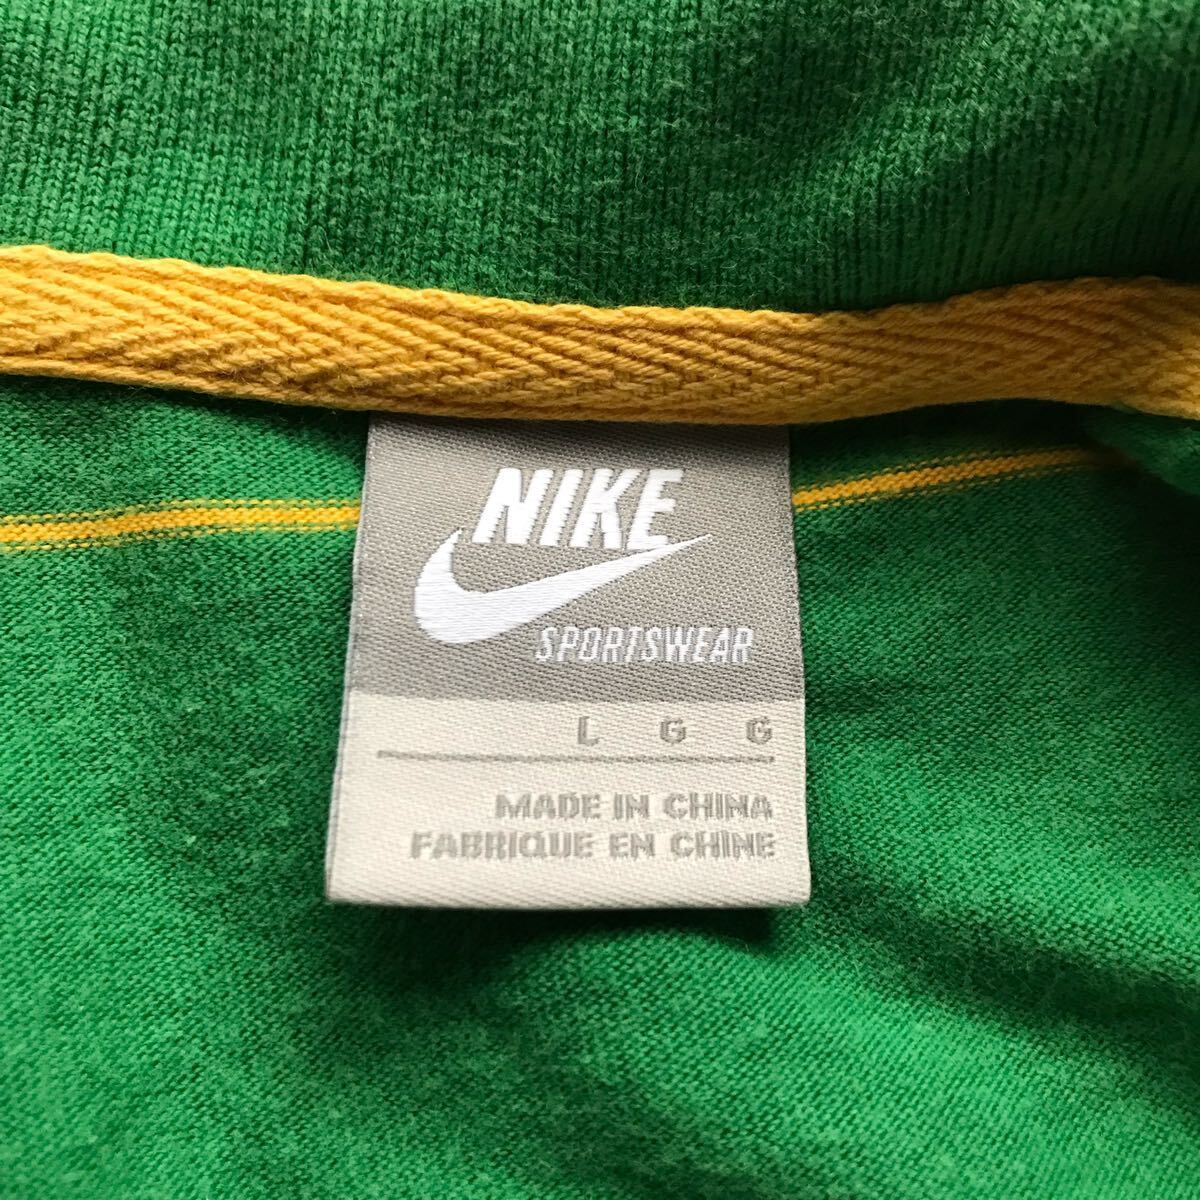 NIKE
SPORTSWEAR
L G G
MADE IN CHINA
FABRIQUE EN CHINE